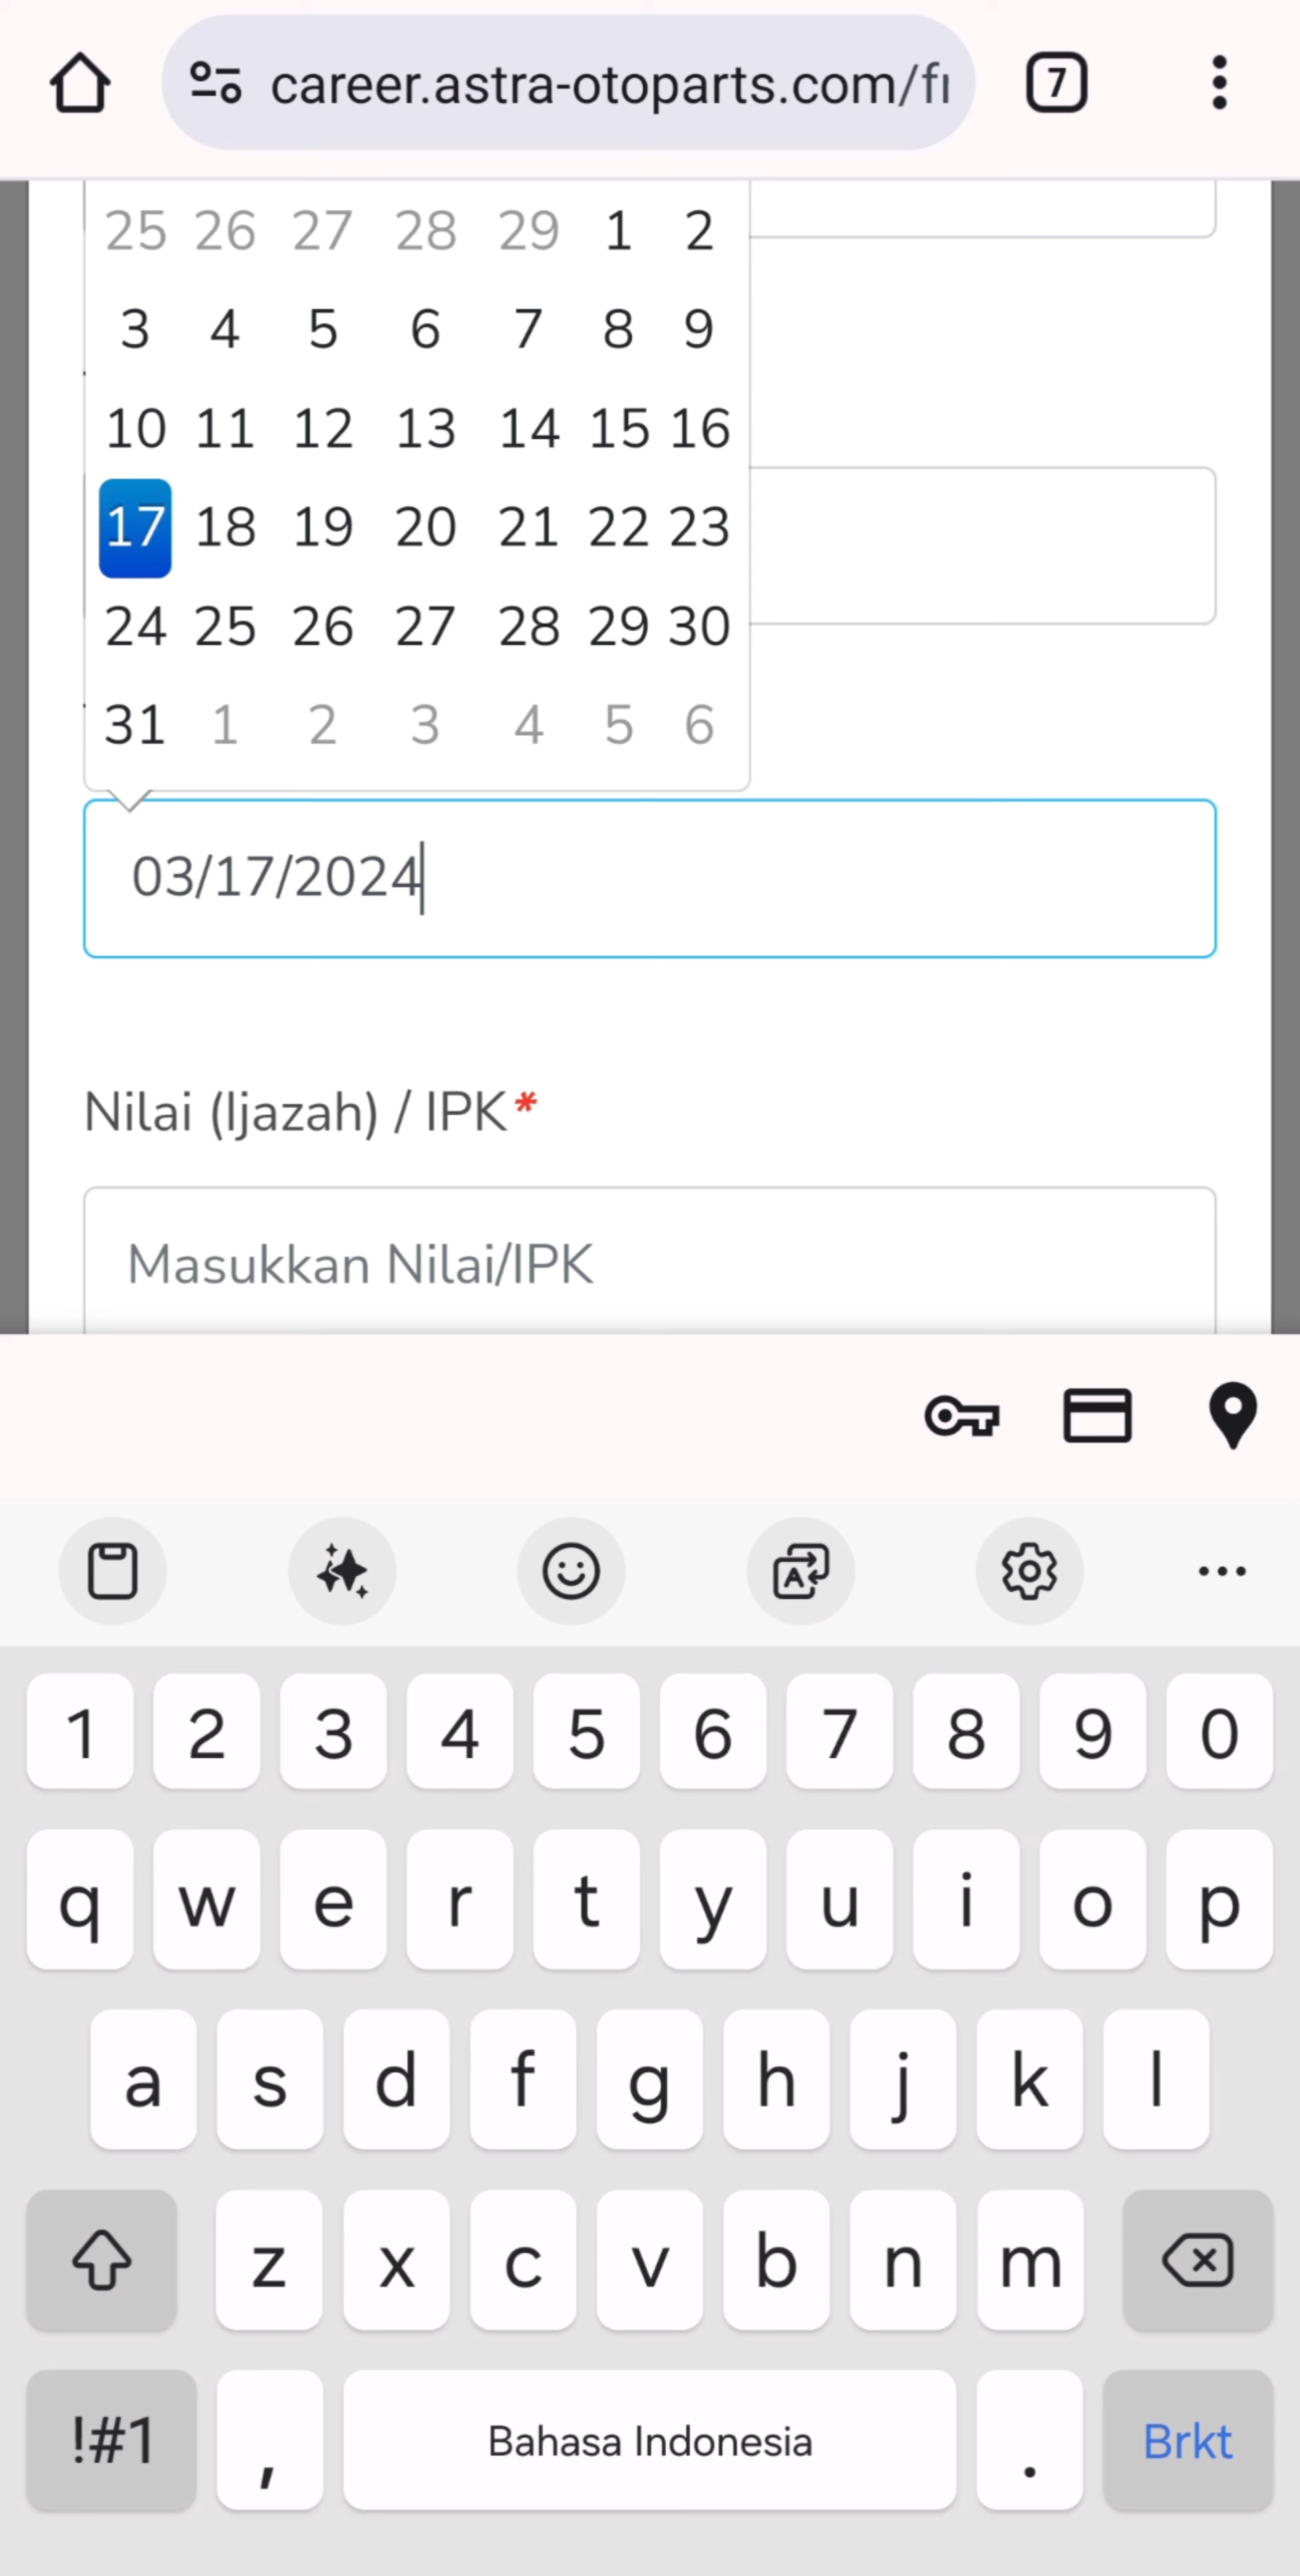 career.astra-otoparts.com/fi
7
25 26 27 28 29 1 2
3 4 5 6 7 8 9
10 11 12 13 14 15 16
17 18 19 20 21 22 23
24 25 26 27 28 29 30
31 1 2 3 4 5 6
03/17/2024
Nilai (Ijazah) / IPK*
Masukkan Nilai/IPK
1 2 3 4 5 6 7 8 9 0
q w e r t y u i o p
a s d f g h j k l
z x c v b n m
!#1 , Bahasa Indonesia . Brkt